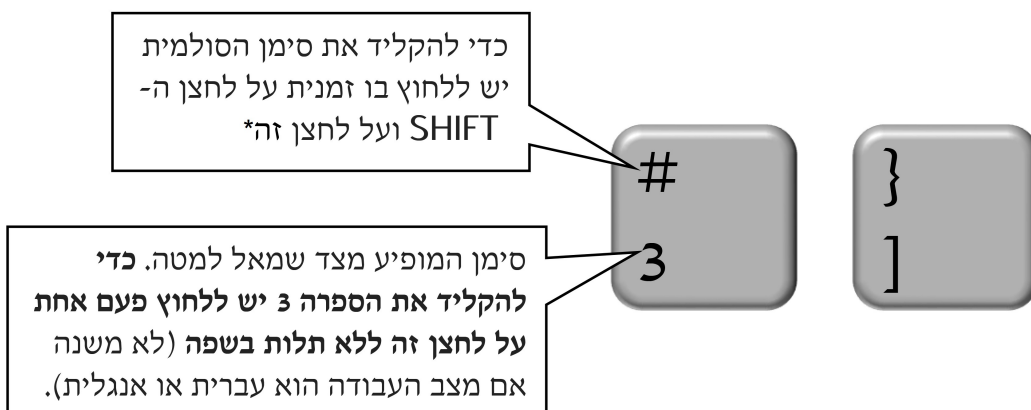 כדי להקליד את סימן הסולמית
יש ללחוץ בו זמנית על לחצן ה-
SHIFT ועל לחצן זה*
#
3
}
]
סימן המופיע מצד שמאל למטה. כדי
להקליד את הספרה 3 יש ללחוץ פעם אחת
על לחצן זה ללא תלות בשפה (לא משנה
אם מצב העבודה הוא עברית או אנגלית).